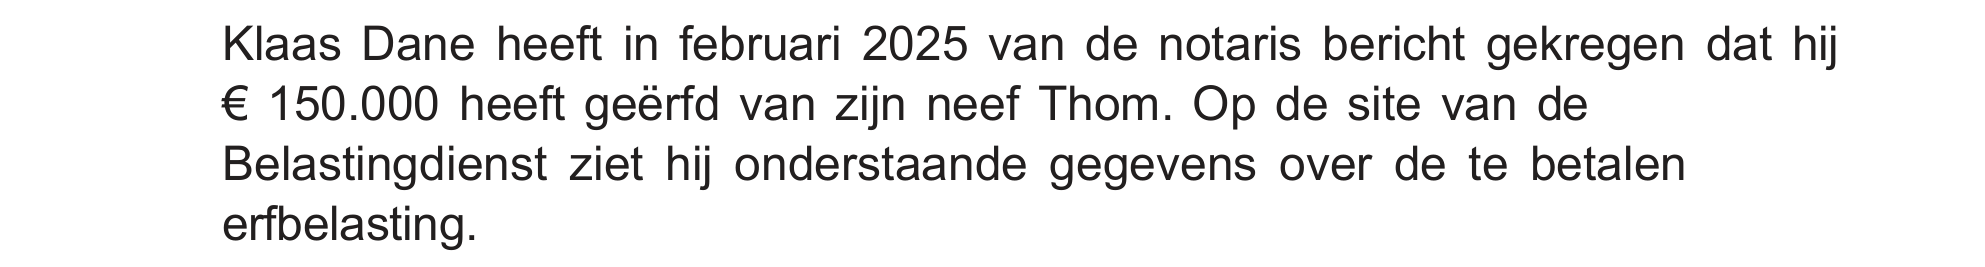 Klaas Dane heeft in februari 2025 van de notaris bericht gekregen dat hij
€ 150.000 heeft geërfd van zijn neef Thom. Op de site van de
Belastingdienst ziet hij onderstaande gegevens over de te betalen
erfbelasting.